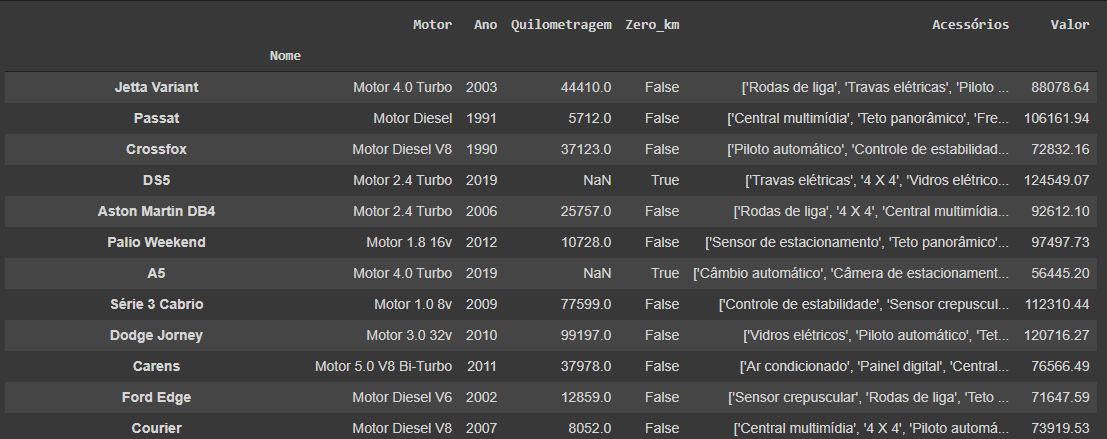 Motor Ano Quilometragem Zero_km Acessórios Valor
Nome
Jetta Variant Motor 4.0 Turbo 2003 44410.0 False ['Rodas de liga', 'Travas elétricas', 'Piloto ... 88078.64
Passat Motor Diesel 1991 5712.0 False ['Central multimídia', 'Teto panorâmico', 'Fre... 106161.94
Crossfox Motor Diesel V8 1990 37123.0 False ['Piloto automático', 'Controle de estabilidad... 72832.16
DS5 Motor 2.4 Turbo 2019 NaN True ['Travas elétricas', '4 X 4', 'Vidros elétrico... 124549.07
Aston Martin DB4 Motor 2.4 Turbo 2006 25757.0 False ['Rodas de liga', '4 X 4', 'Central multimídia... 92612.10
Palio Weekend Motor 1.8 16v 2012 10728.0 False ['Sensor de estacionamento', 'Teto panorâmico'... 97497.73
A5 Motor 4.0 Turbo 2019 NaN True ['Câmbio automático', 'Câmera de estacionament... 56445.20
Série 3 Cabrio Motor 1.0 8v 2009 77599.0 False ['Controle de estabilidade', 'Sensor crepuscul... 112310.44
Dodge Jorney Motor 3.0 32v 2010 99197.0 False ['Vidros elétricos', 'Piloto automático', 'Tet... 120716.27
Carens Motor 5.0 V8 Bi-Turbo 2011 37978.0 False ['Ar condicionado', 'Painel digital', 'Central... 76566.49
Ford Edge Motor Diesel V6 2002 12859.0 False ['Sensor crepuscular', 'Rodas de liga', 'Teto ... 71647.59
Courier Motor Diesel V8 2007 8052.0 False ['Central multimídia', '4 X 4', 'Piloto automá... 73919.53